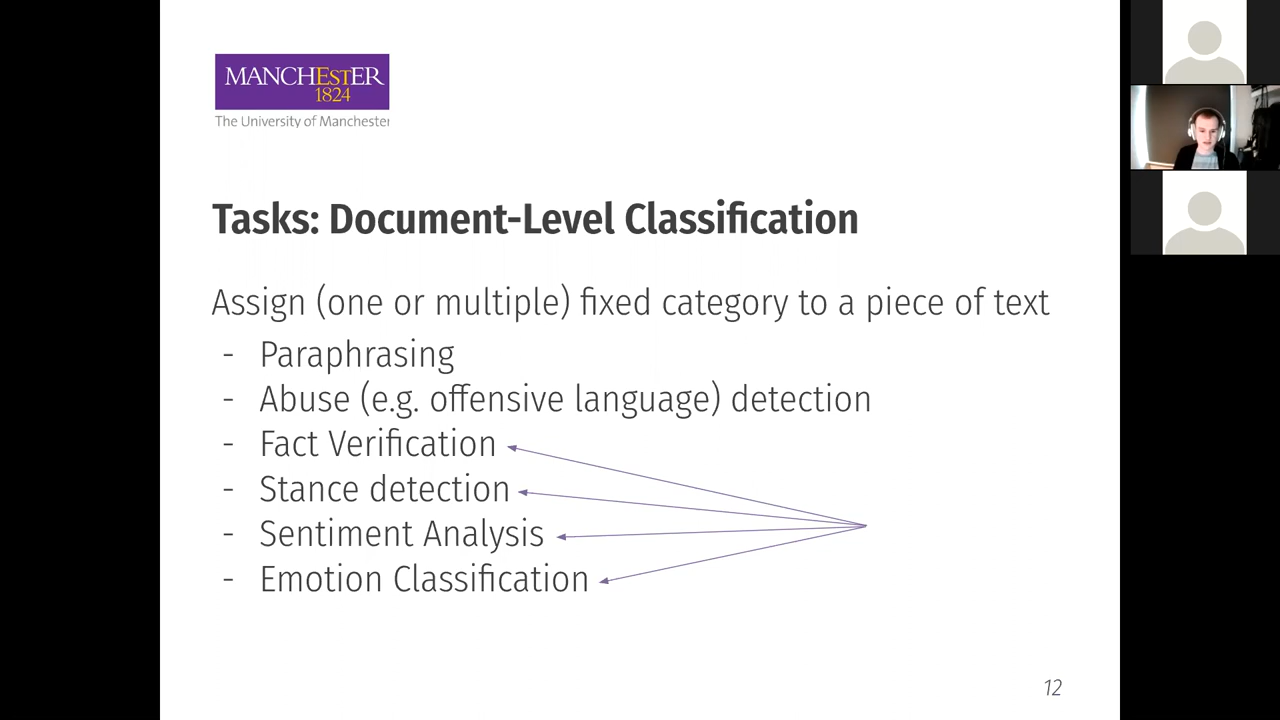 MANCHESTER
1824
The University of Manchester
Tasks: Document-Level Classification
Assign (one or multiple) fixed category to a piece of text
- Paraphrasing
- Abuse (e.g. offensive language) detection
- Fact Verification
- Stance detection
- Sentiment Analysis
- Emotion Classification
12